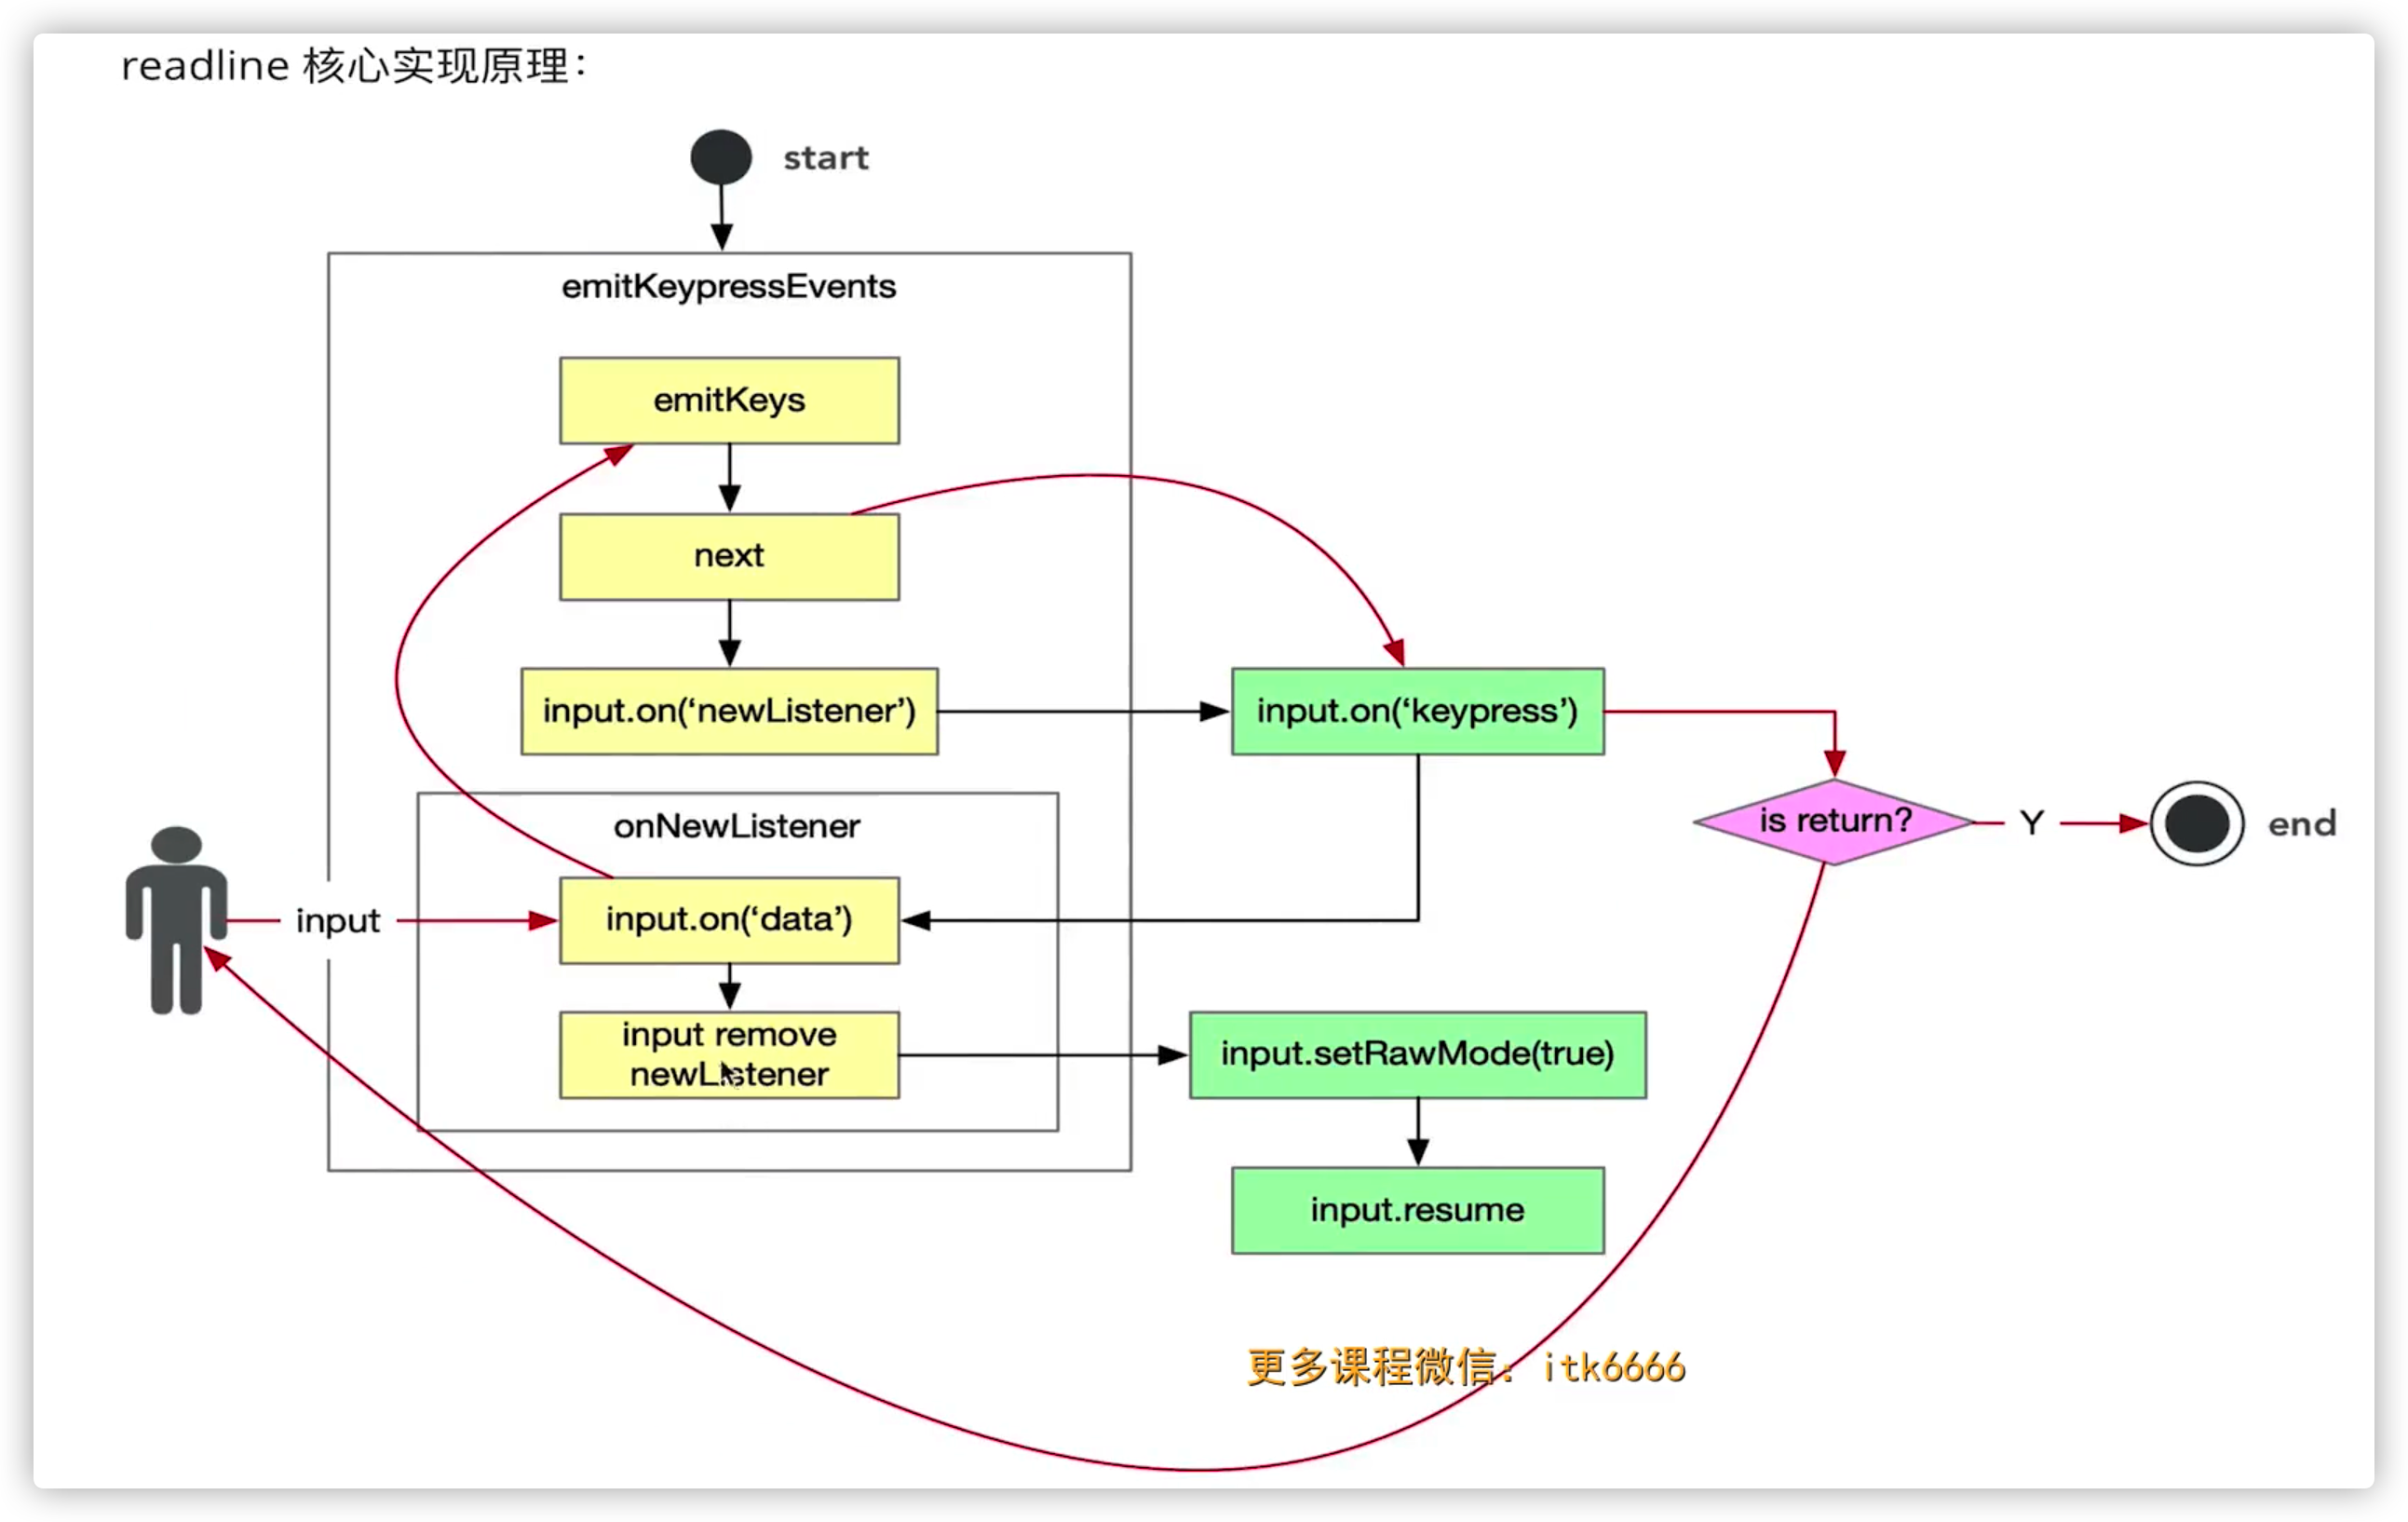 readline 核心实现原理：
start
emitKeypressEvents
emitKeys
next
input.on(‘newListener’)
input.on(‘keypress’)
is return?
Y
end
onNewListener
input
input.on(‘data’)
input remove
newListener
input.setRawMode(true)
input.resume
更多课程微信：itk6666